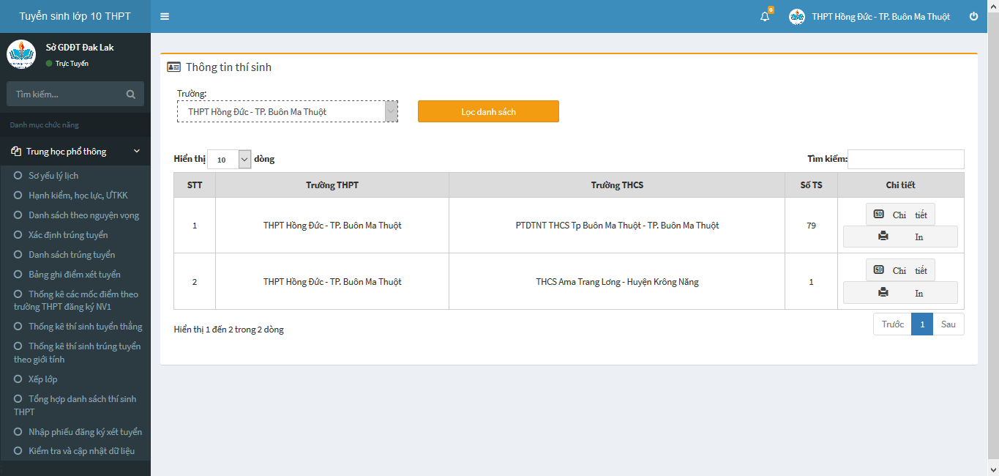 Tuyển sinh lớp 10 THPT
0
THPT Hồng Đức - TP. Buôn Ma Thuột
Sở GDĐT Đak Lak
Trực Tuyến
Tìm kiếm...
Danh mục chức năng
Trung học phổ thông
Sơ yếu lý lịch
Hạnh kiểm, học lực, ƯTKK
Danh sách theo nguyện vọng
Xác định trúng tuyển
Danh sách trúng tuyển
Bảng ghi điểm xét tuyển
Thống kê các mốc điểm theo
trường THPT đăng ký NV1
Thống kê thí sinh tuyển thẳng
Thống kê thí sinh trúng tuyển
theo giới tính
Xếp lớp
Tổng hợp danh sách thí sinh
THPT
Nhập phiếu đăng ký xét tuyển
Kiểm tra và cập nhật dữ liệu
Thông tin thí sinh
Trường:
THPT Hồng Đức - TP. Buôn Ma Thuột
Lọc danh sách
Hiển thị 10 dòng
Tìm kiếm:
STT Trường THPT Trường THCS Số TS Chi tiết
1 THPT Hồng Đức - TP. Buôn Ma Thuột PTDTNT THCS Tp Buôn Ma Thuột - TP. Buôn Ma Thuột 79 Chi tiết
In
2 THPT Hồng Đức - TP. Buôn Ma Thuột THCS Ama Trang Lơng - Huyện Krông Năng 1 Chi tiết
In
Hiển thị 1 đến 2 trong 2 dòng
Trước 1 Sau